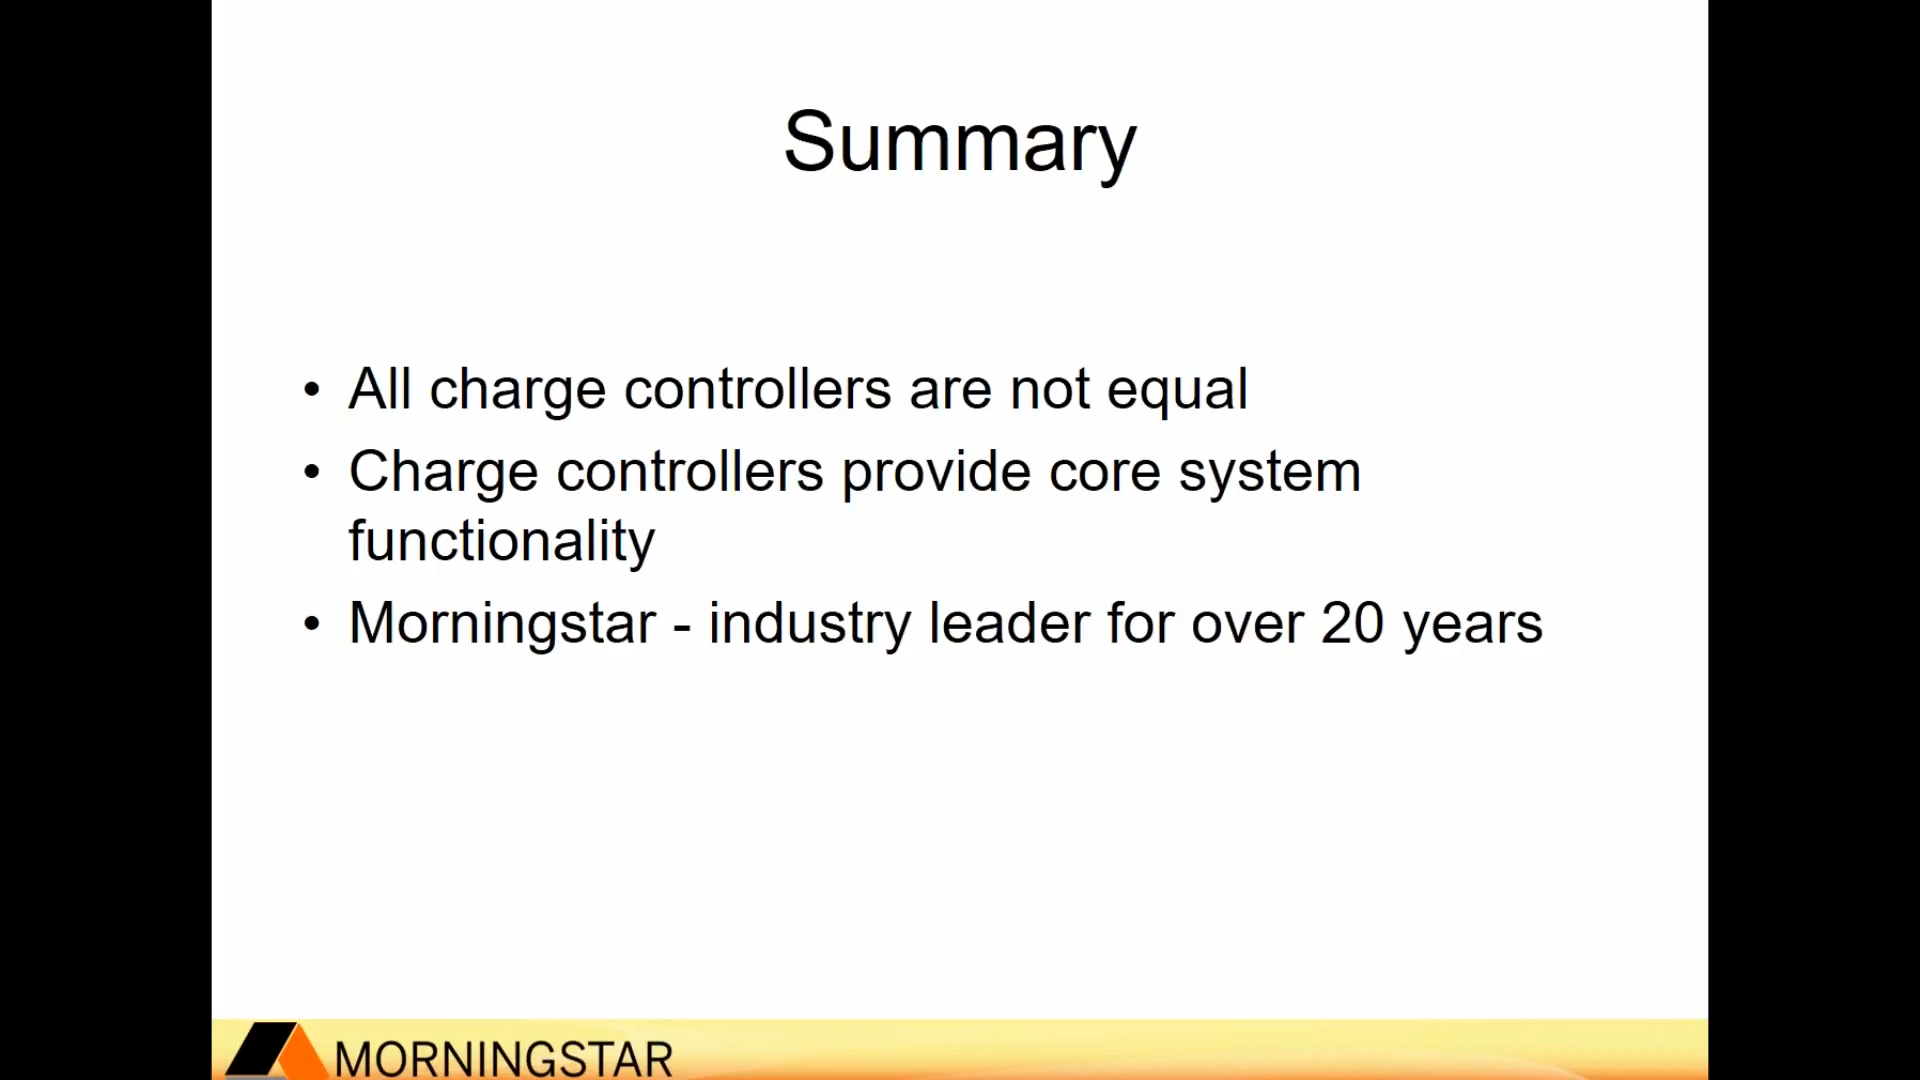 Summary
• All charge controllers are not equal
• Charge controllers provide core system
functionality
• Morningstar - industry leader for over 20 years
MORNINGSTAR